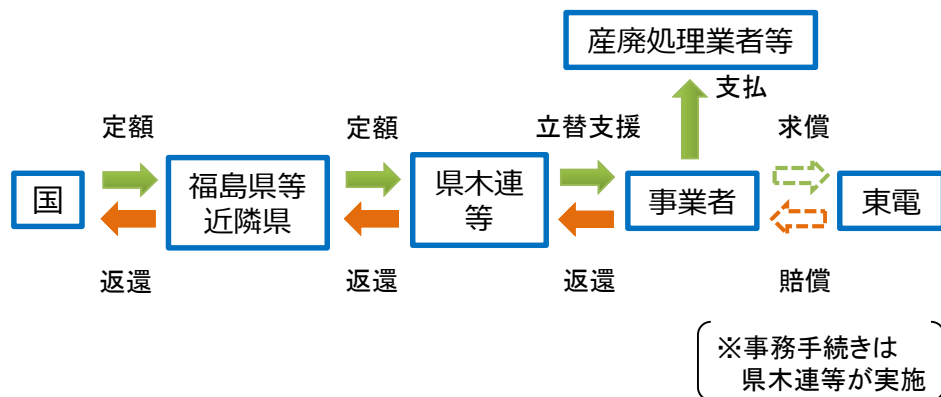 産廃処理業者等
支払
定額
定額
立替支援
求償
国
福島県等
近隣県
県木連
等
事業者
東電
返還
返還
返還
賠償
※事務手続きは
県木連等が実施